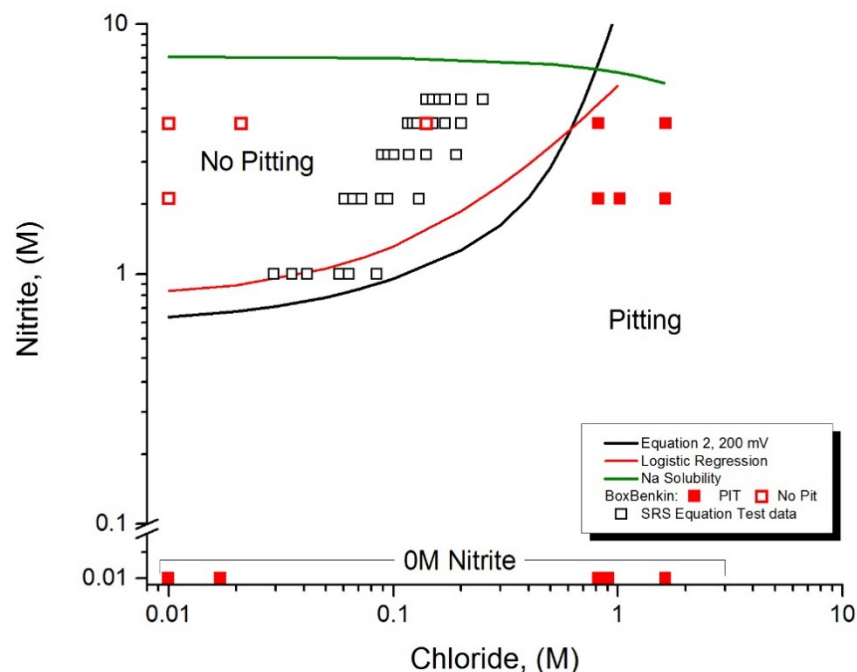 10
Nitrite, (M)
No Pitting
1
Pitting
Equation 2, 200 mV
Logistic Regression
Na Solubility
BoxBenkin: PIT No Pit
SRS Equation Test data
0.1
0M Nitrite
0.01
0.01 0.1 1 10
Chloride, (M)